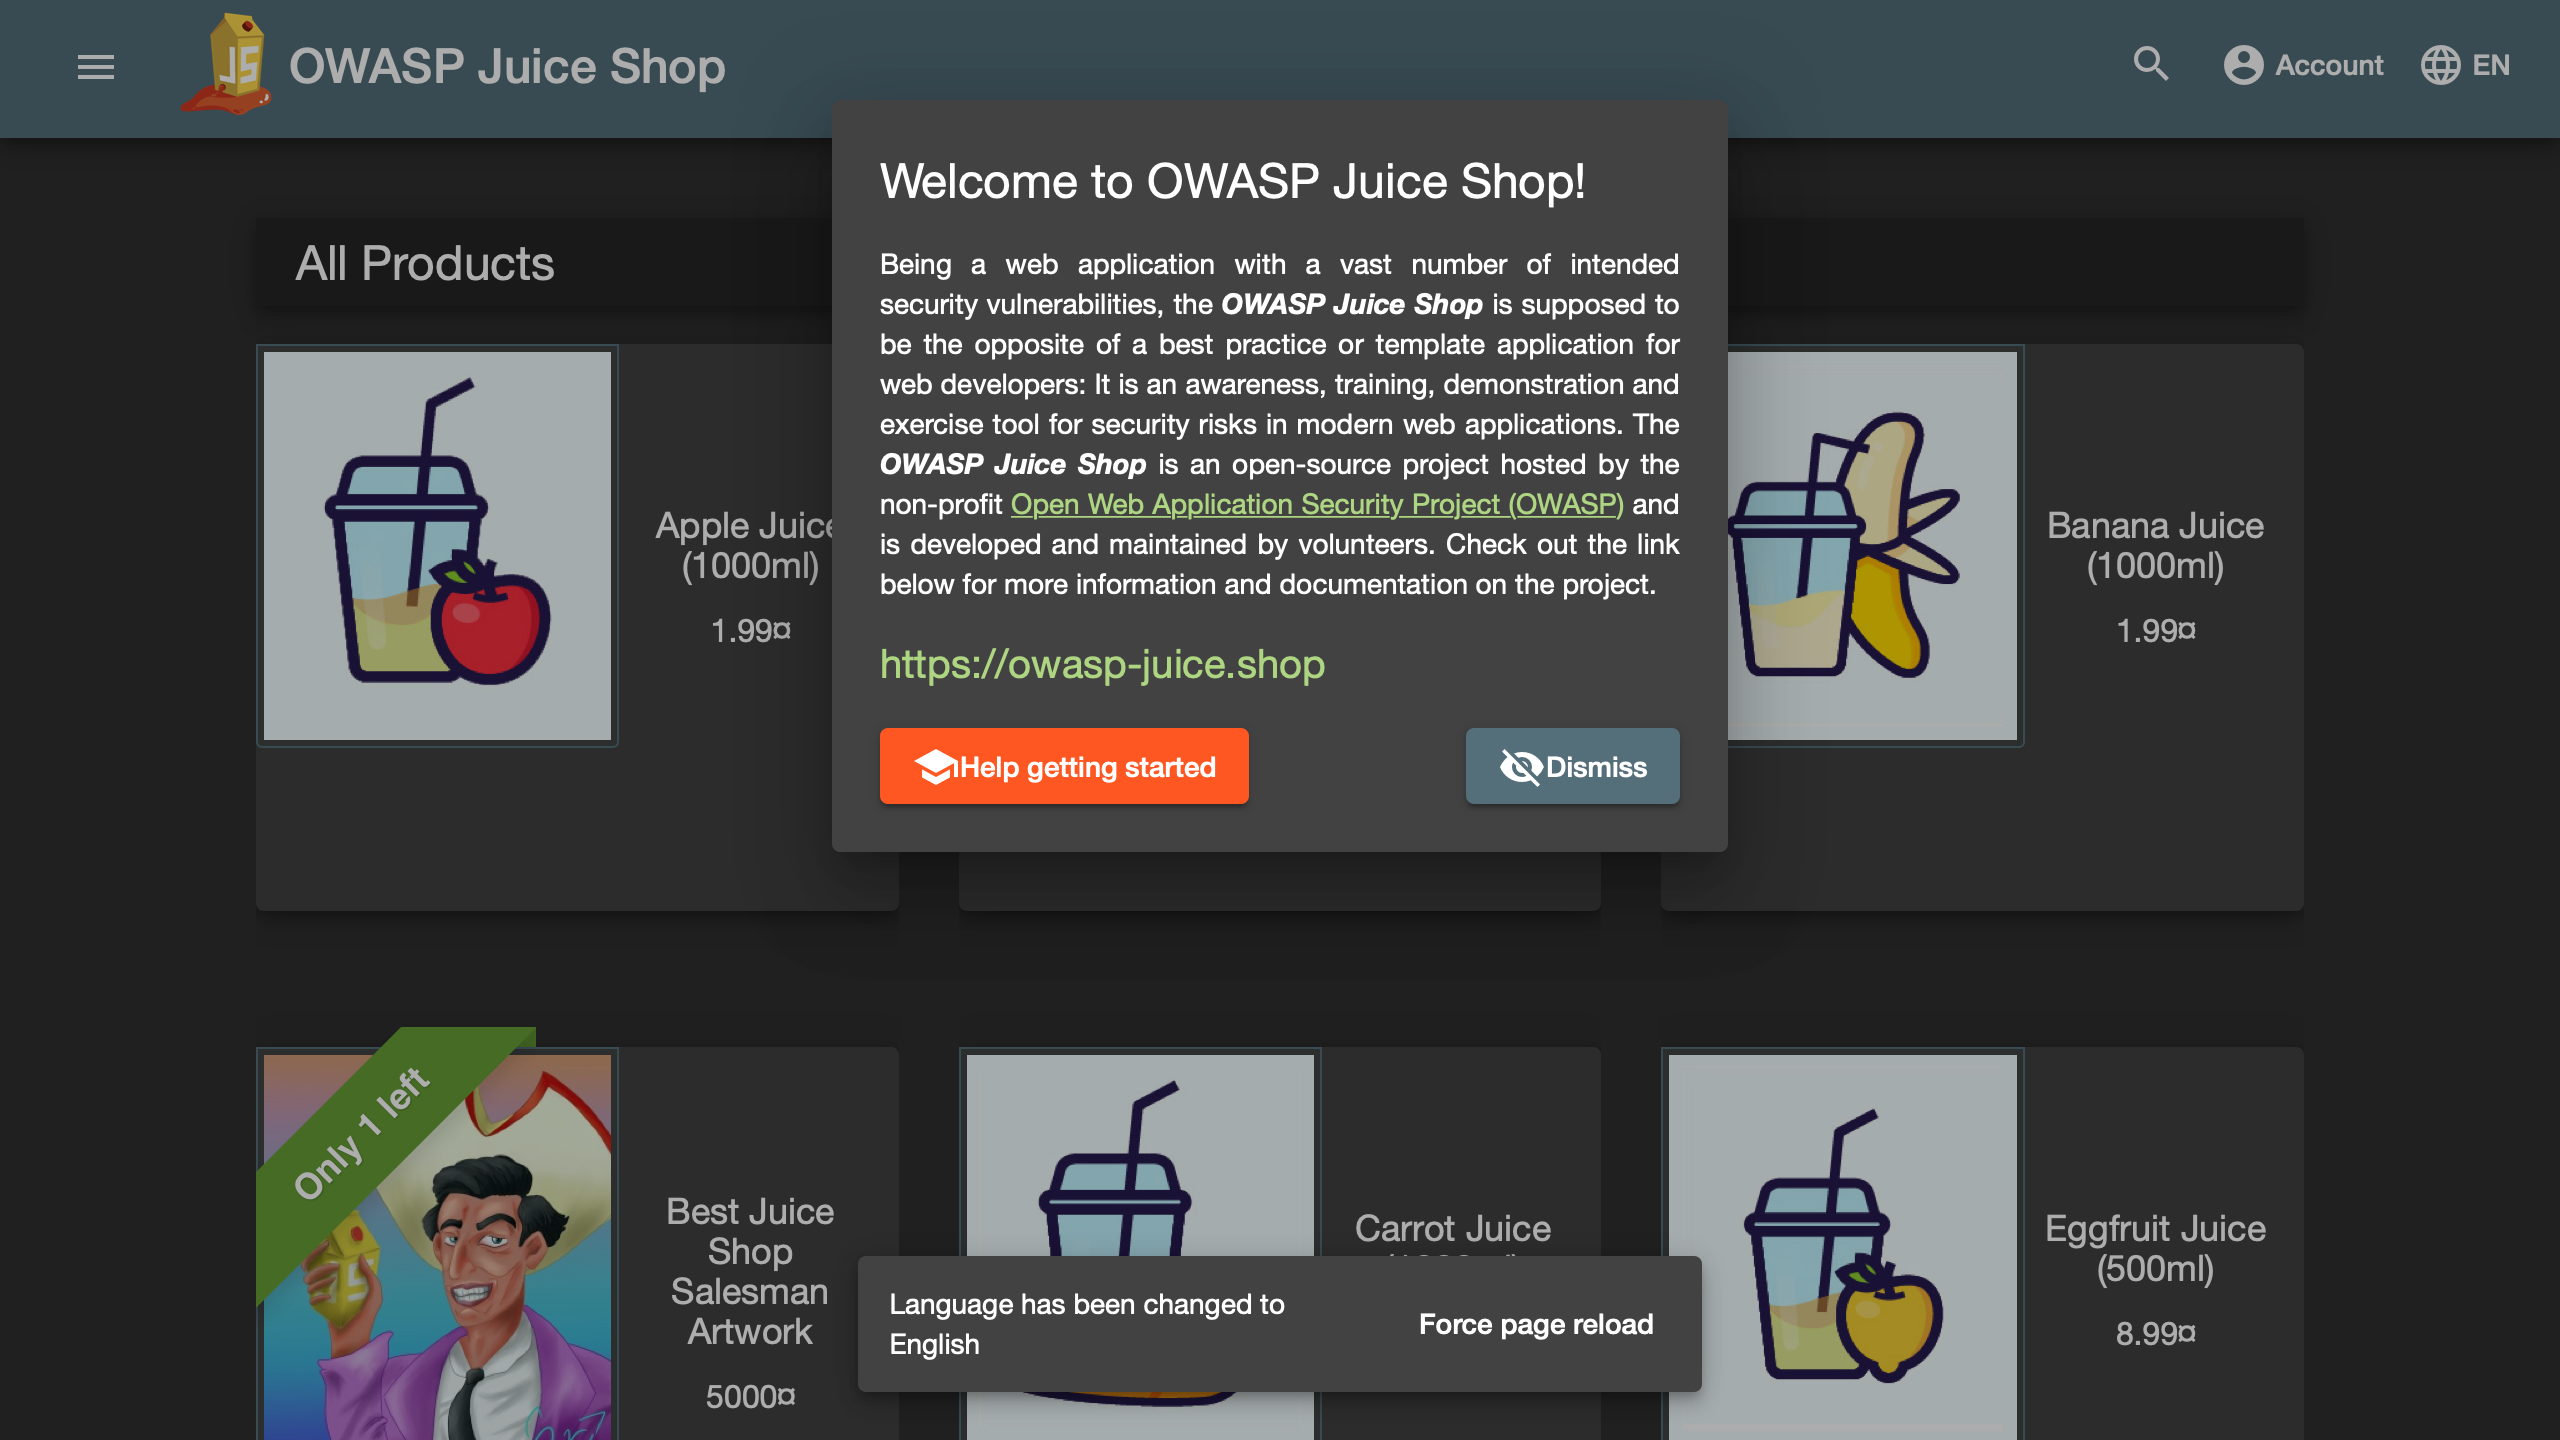 OWASP Juice Shop
Account
EN
Welcome to OWASP Juice Shop!
Being a web application with a vast number of intended
security vulnerabilities, the OWASP Juice Shop is supposed to
be the opposite of a best practice or template application for
web developers: It is an awareness, training, demonstration and
exercise tool for security risks in modern web applications. The
OWASP Juice Shop is an open-source project hosted by the
non-profit Open Web Application Security Project (OWASP) and
is developed and maintained by volunteers. Check out the link
below for more information and documentation on the project.
https://owasp-juice.shop
Help getting started
Dismiss
All Products
Apple Juice
(1000ml)
1.99¤
Banana Juice
(1000ml)
1.99¤
Only 1 left
Best Juice
Shop
Salesman
Artwork
5000¤
Carrot Juice
Eggfruit Juice
(500ml)
8.99¤
Language has been changed to
English
Force page reload